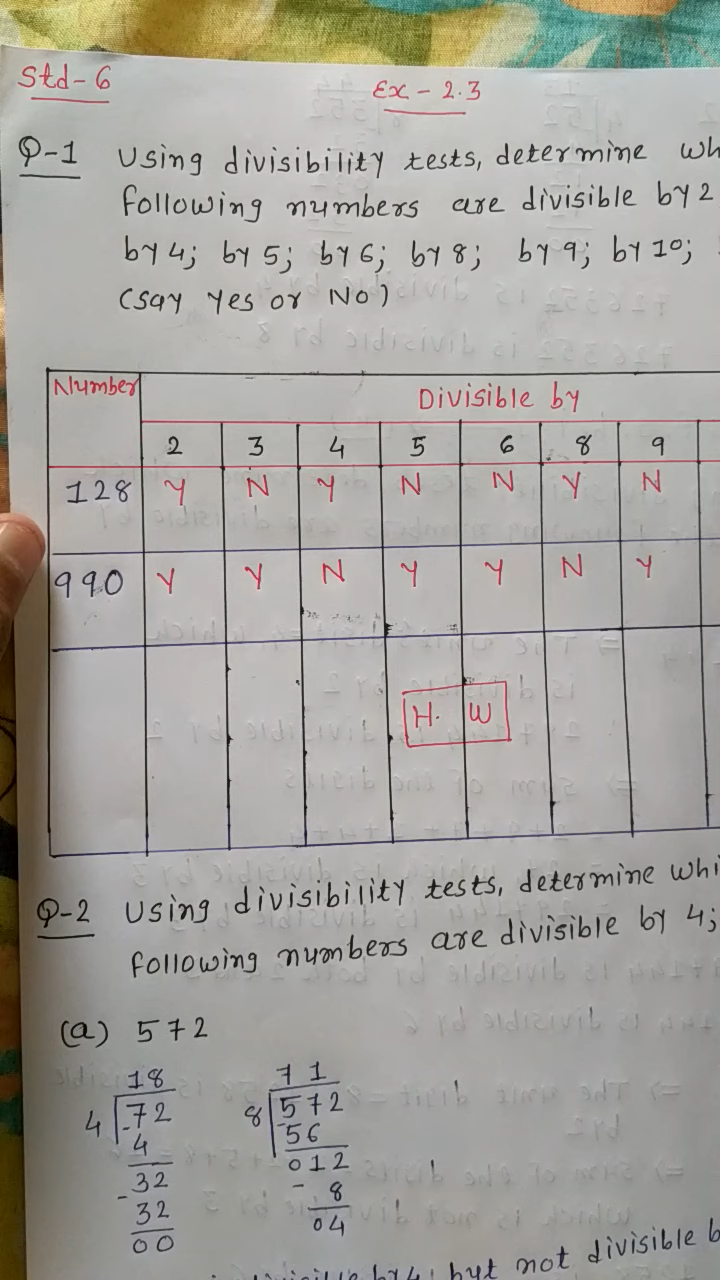 Std-6
Ex - 2.3
Q-1 Using divisibility tests, determine
following numbers are divisible by 2
by 4; by 5; by 6; by 8; by 9; by 10;
(say Yes or No)
Number Divisible by
2 3 4 5 6 8 9
128 Y N Y N N Y N
990 Y Y N Y Y N Y
H. W
Q-2 Using divisibility tests, determine
following numbers are divisible by 4;
(a) 572
18 71
4 72 8 572
-4 56
32 012
-32 - 8
00 04
by 4, but not divisible